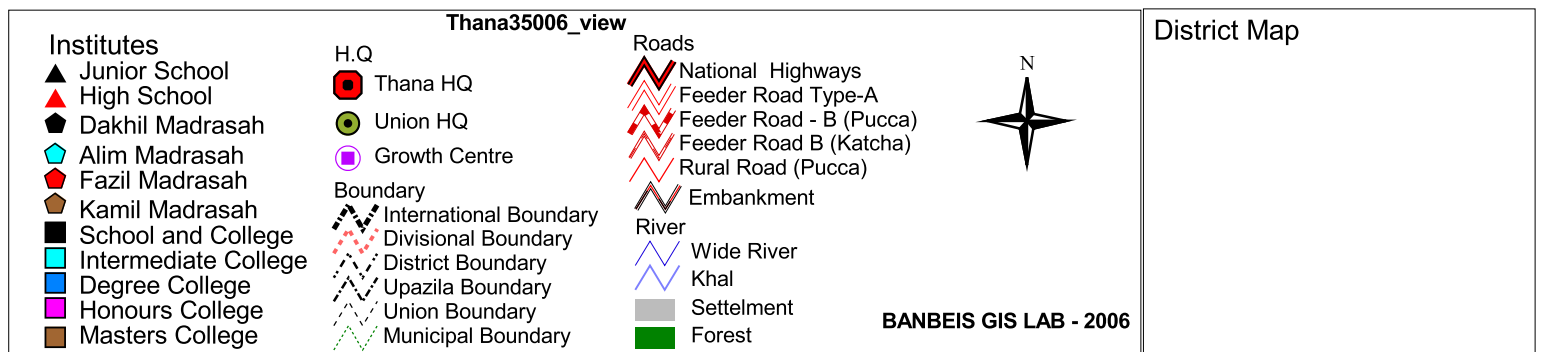 Thana35006_view
Institutes
Junior School
High School
Dakhil Madrasah
Alim Madrasah
Fazil Madrasah
Kamil Madrasah
School and College
Intermediate College
Degree College
Honours College
Masters College
H.Q
Thana HQ
Union HQ
Growth Centre
Boundary
International Boundary
Divisional Boundary
District Boundary
Upazila Boundary
Union Boundary
Municipal Boundary
Roads
National Highways
Feeder Road Type-A
Feeder Road - B (Pucca)
Feeder Road B (Katcha)
Rural Road (Pucca)
Embankment
River
Wide River
Khal
Settelment
Forest
N
BANBEIS GIS LAB - 2006
District Map